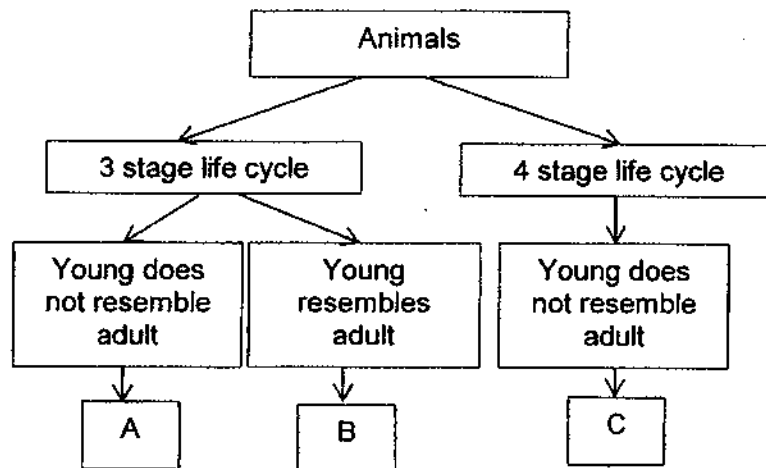 Animals
3 stage life cycle
4 stage life cycle
Young does
not resemble
adult
Young
resembles
adult
Young does
not resemble
adult
A
B
C